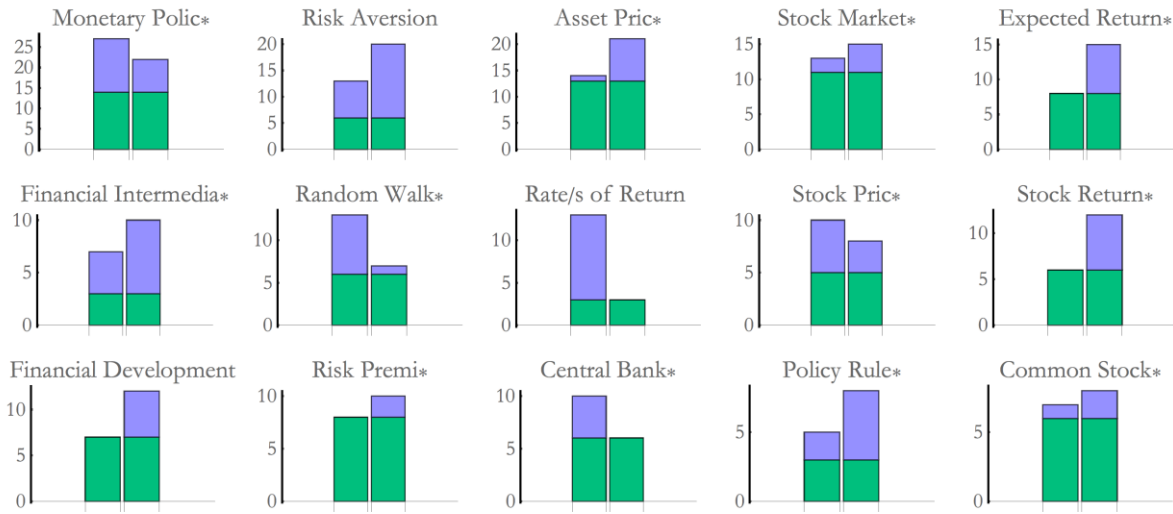 Monetary Polic* Risk Aversion Asset Pric* Stock Market* Expected Return*
25 20 15 10 5 0
20 15 10 5 0
20 15 10 5 0
15 10 5 0
15 10 5 0
Financial Intermedia* Random Walk* Rate/s of Return Stock Pric* Stock Return*
10 5 0
10 5 0
10 5 0
10 5 0
10 5 0
Financial Development Risk Premi* Central Bank* Policy Rule* Common Stock*
10 5 0
10 5 0
10 5 0
5 0
5 0